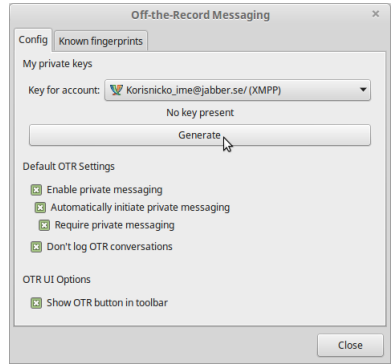 Off-the-Record Messaging
Config Known fingerprints
My private keys
Key for account: Korisnicko_ime@jabber.se/ (XMPP)
No key present
Generate
Default OTR Settings
Enable private messaging
Automatically initiate private messaging
Require private messaging
Don't log OTR conversations
OTR UI Options
Show OTR button in toolbar
Close